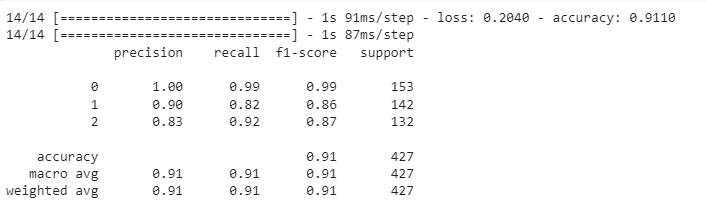 14/14 [==============================] - 1s 91ms/step - loss: 0.2040 - accuracy: 0.9110
14/14 [==============================] - 1s 87ms/step
precision recall f1-score support
0 1.00 0.99 0.99 153
1 0.90 0.82 0.86 142
2 0.83 0.92 0.87 132
accuracy 0.91 427
macro avg 0.91 0.91 0.91 427
weighted avg 0.91 0.91 0.91 427